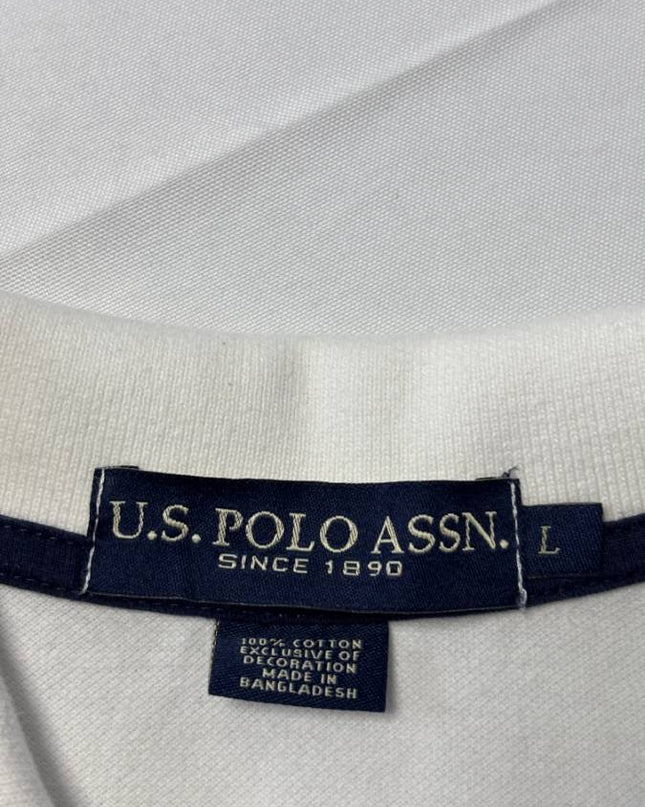 U.S. POLO ASSN.
SINCE 1890
L
100% COTTON
EXCLUSIVE OF
DECORATION
MADE IN
BANGLADESH